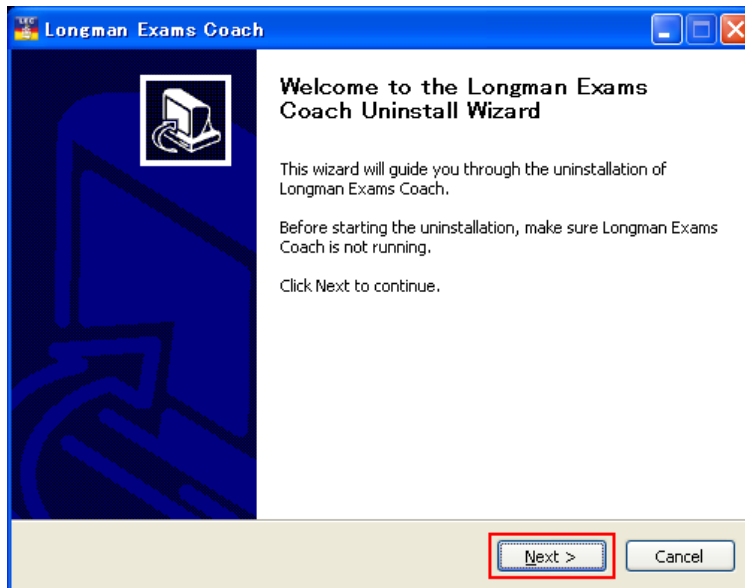 Longman Exams Coach
Welcome to the Longman Exams
Coach Uninstall Wizard
This wizard will guide you through the uninstallation of
Longman Exams Coach.
Before starting the uninstallation, make sure Longman Exams
Coach is not running.
Click Next to continue.
Next >
Cancel